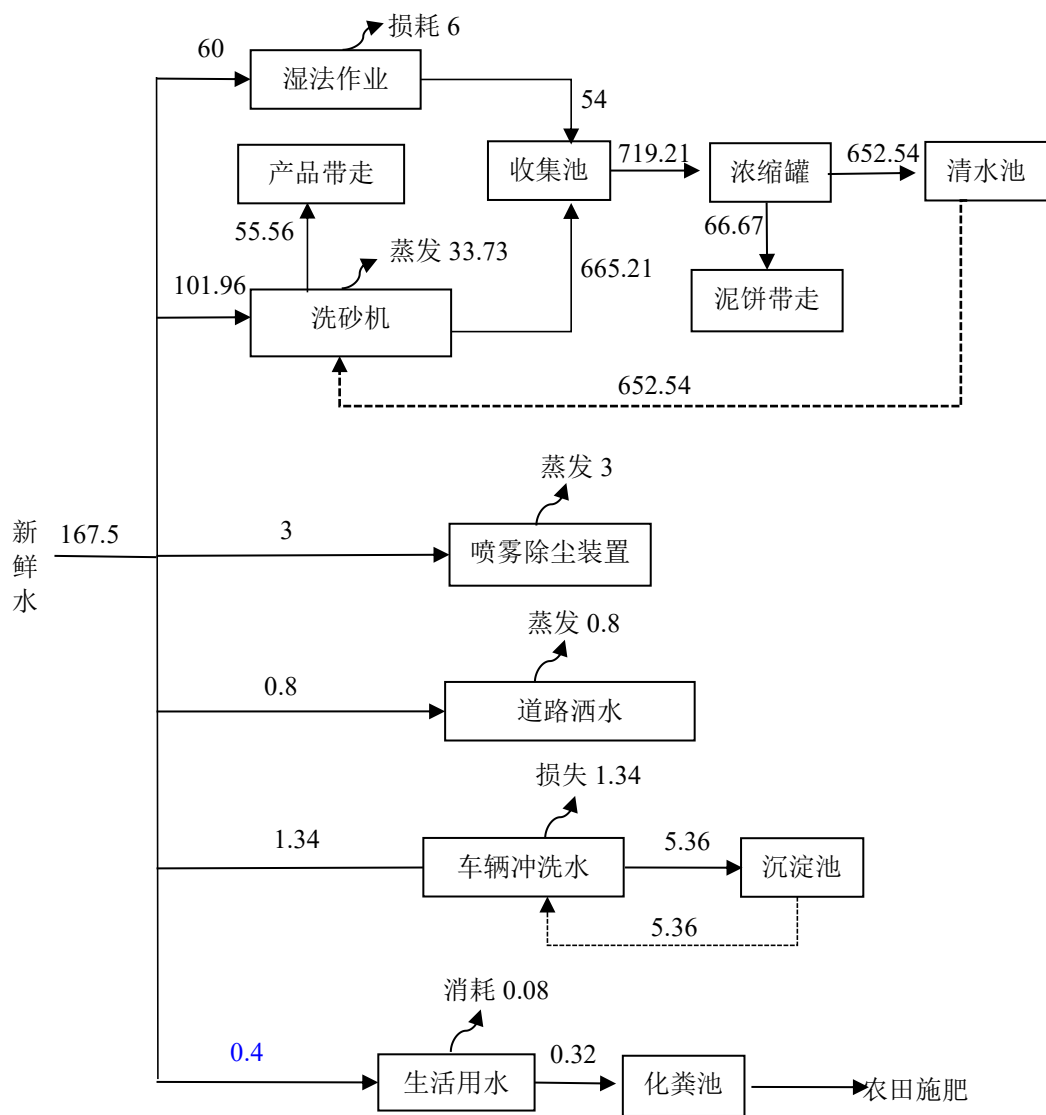 损耗 6
60
湿法作业
54
产品带走
收集池
719.21
浓缩罐
652.54
清水池
55.56
蒸发 33.73
66.67
101.96
洗砂机
665.21
泥饼带走
652.54
蒸发 3
新鲜水
167.5
3
喷雾除尘装置
蒸发 0.8
0.8
道路洒水
损失 1.34
1.34
车辆冲洗水
5.36
沉淀池
5.36
消耗 0.08
0.4
生活用水
0.32
化粪池
农田施肥